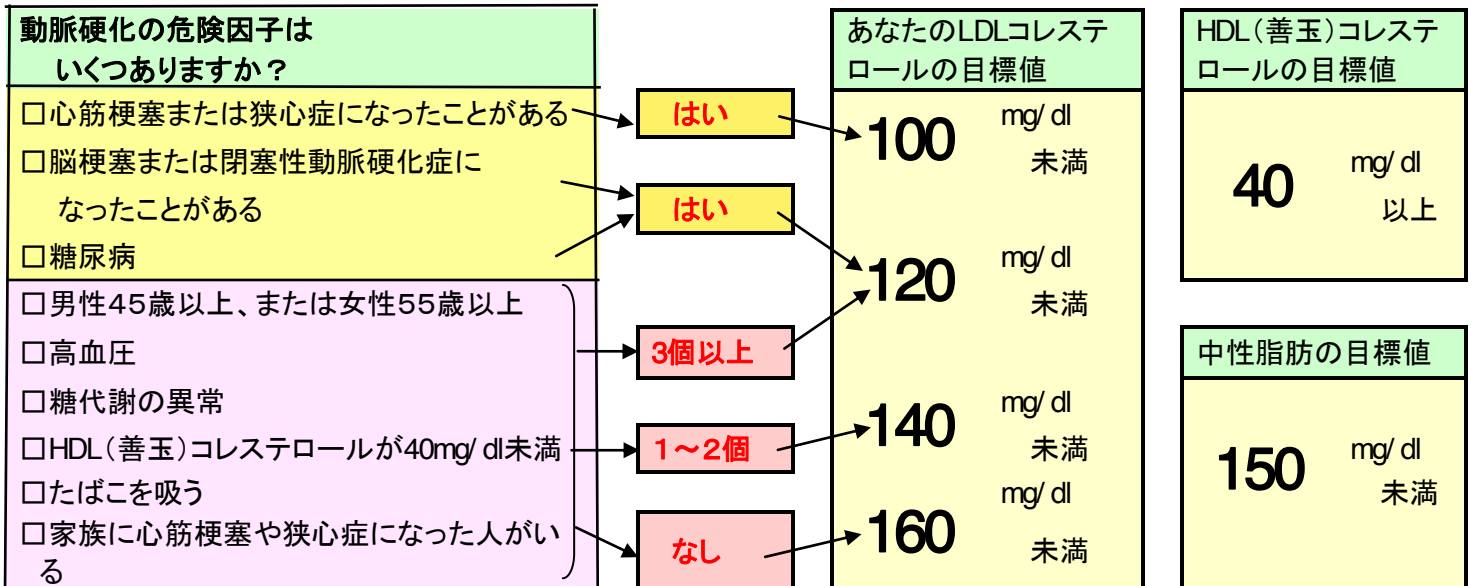 動脈硬化の危険因子は
いくつありますか？
□心筋梗塞または狭心症になったことがある
□脳梗塞または閉塞性動脈硬化症に
なったことがある
□糖尿病
□男性45歳以上、または女性55歳以上
□高血圧
□糖代謝の異常
□HDL（善玉）コレステロールが40mg/dl未満
□たばこを吸う
□家族に心筋梗塞や狭心症になった人がい
る
はい
はい
3個以上
1～2個
なし
あなたのLDLコレステ
ロールの目標値
100 mg/dl
未満
120 mg/dl
未満
140 mg/dl
未満
160 mg/dl
未満
HDL（善玉）コレステ
ロールの目標値
40 mg/dl
以上
中性脂肪の目標値
150 mg/dl
未満